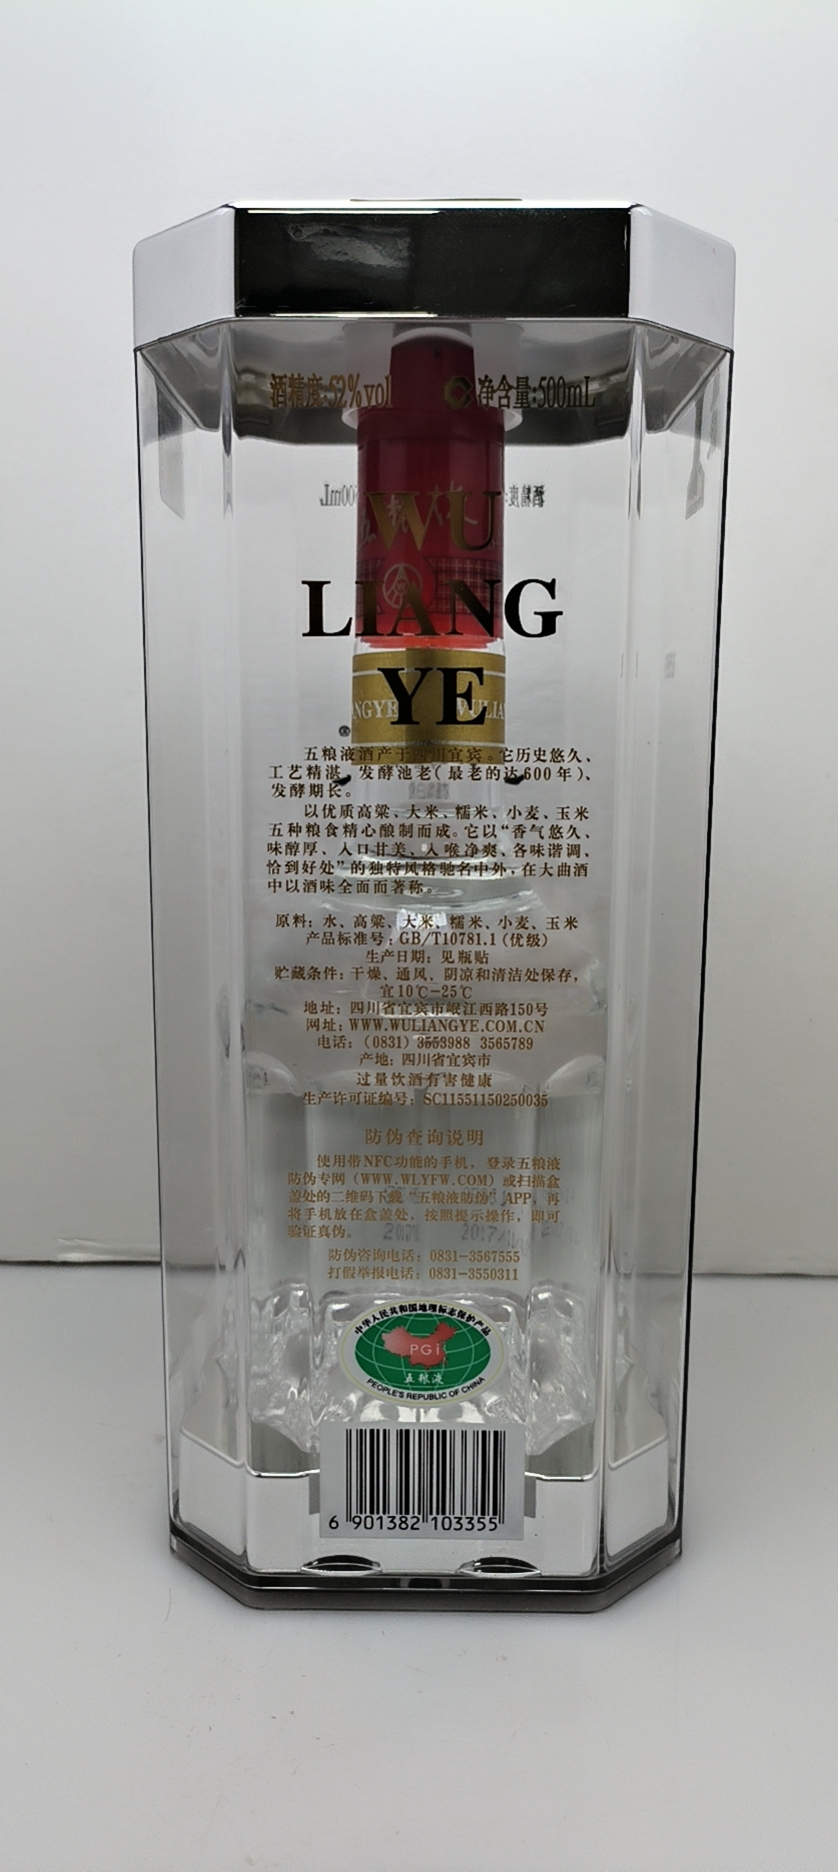 酒精度:52%vol
净含量:500mL
WU
LIANG
YE
®
五粮液酒产于四川宜宾。它历史悠久、
工艺精湛、发酵池老(最老的达600年)、
发酵期长。
以优质高粱、大米、糯米、小麦、玉米
五种粮食精心酿制而成。它以“香气悠久、
味醇厚、入口甘美、入喉净爽、各味谐调、
恰到好处”的独特风格驰名中外,在大曲酒
中以酒味全面而著称。
原料: 水、高粱、大米、糯米、小麦、玉米
产品标准号: GB/T10781.1 (优级)
生产日期: 见瓶贴
贮藏条件: 干燥、通风、阴凉和清洁处保存,
宜10℃-25℃
地址: 四川省宜宾市岷江西路150号
网址: WWW.WULIANGYE.COM.CN
电话: (0831) 3553988 3565789
产地: 四川省宜宾市
过量饮酒有害健康
生产许可证编号: SC11551150250035
防伪查询说明
使用带NFC功能的手机, 登录五粮液
防伪专网 (WWW.WLYFW.COM) 或扫描盒
盖处的二维码下载“五粮液防伪”APP, 再
将手机放在盒盖处, 按照提示操作, 即可
验证真伪。
防伪咨询电话: 0831-3567555
打假举报电话: 0831-3550311
中华人民共和国地理标志保护产品
PGI
五粮液
PEOPLE'S REPUBLIC OF CHINA
6 901382 103355